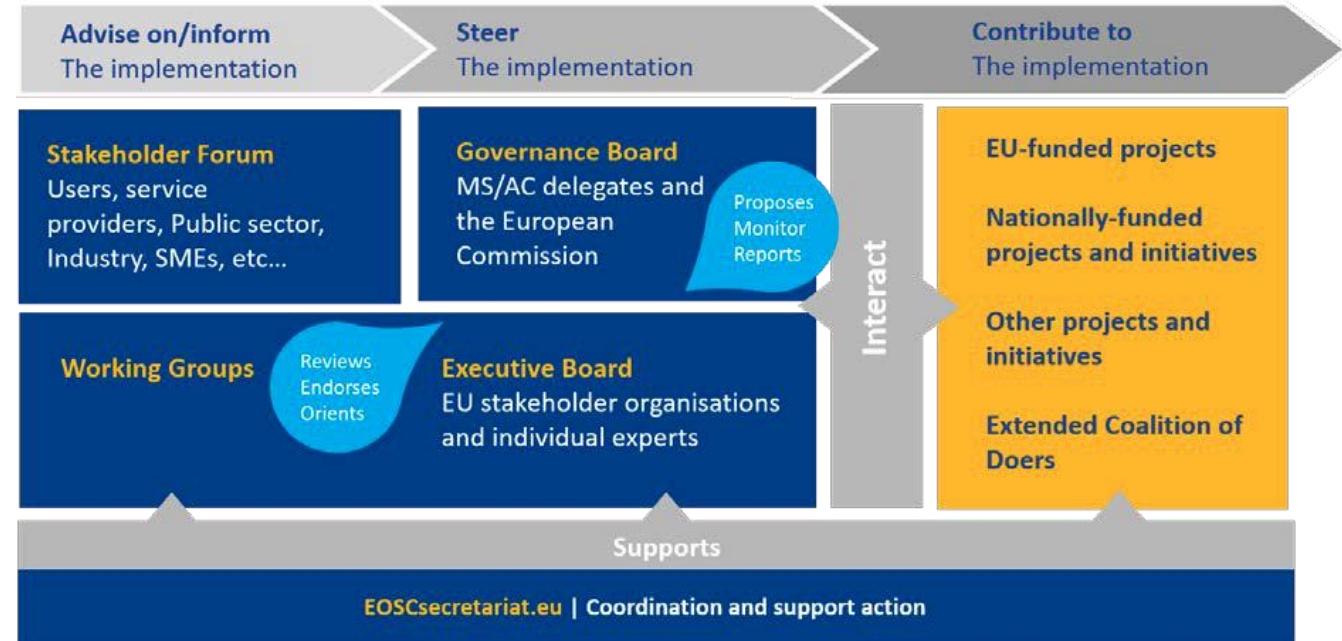 Advise on/inform
The implementation
Steer
The implementation
Contribute to
The implementation
Stakeholder Forum
Users, service
providers, Public sector,
Industry, SMEs, etc...
Governance Board
MS/AC delegates and
the European
Commission
Proposes
Monitor
Reports
Working Groups
Reviews
Endorses
Orients
Executive Board
EU stakeholder organisations
and individual experts
Interact
EU-funded projects
Nationally-funded
projects and initiatives
Other projects and
initiatives
Extended Coalition of
Doers
Supports
EOSCsecretariat.eu | Coordination and support action